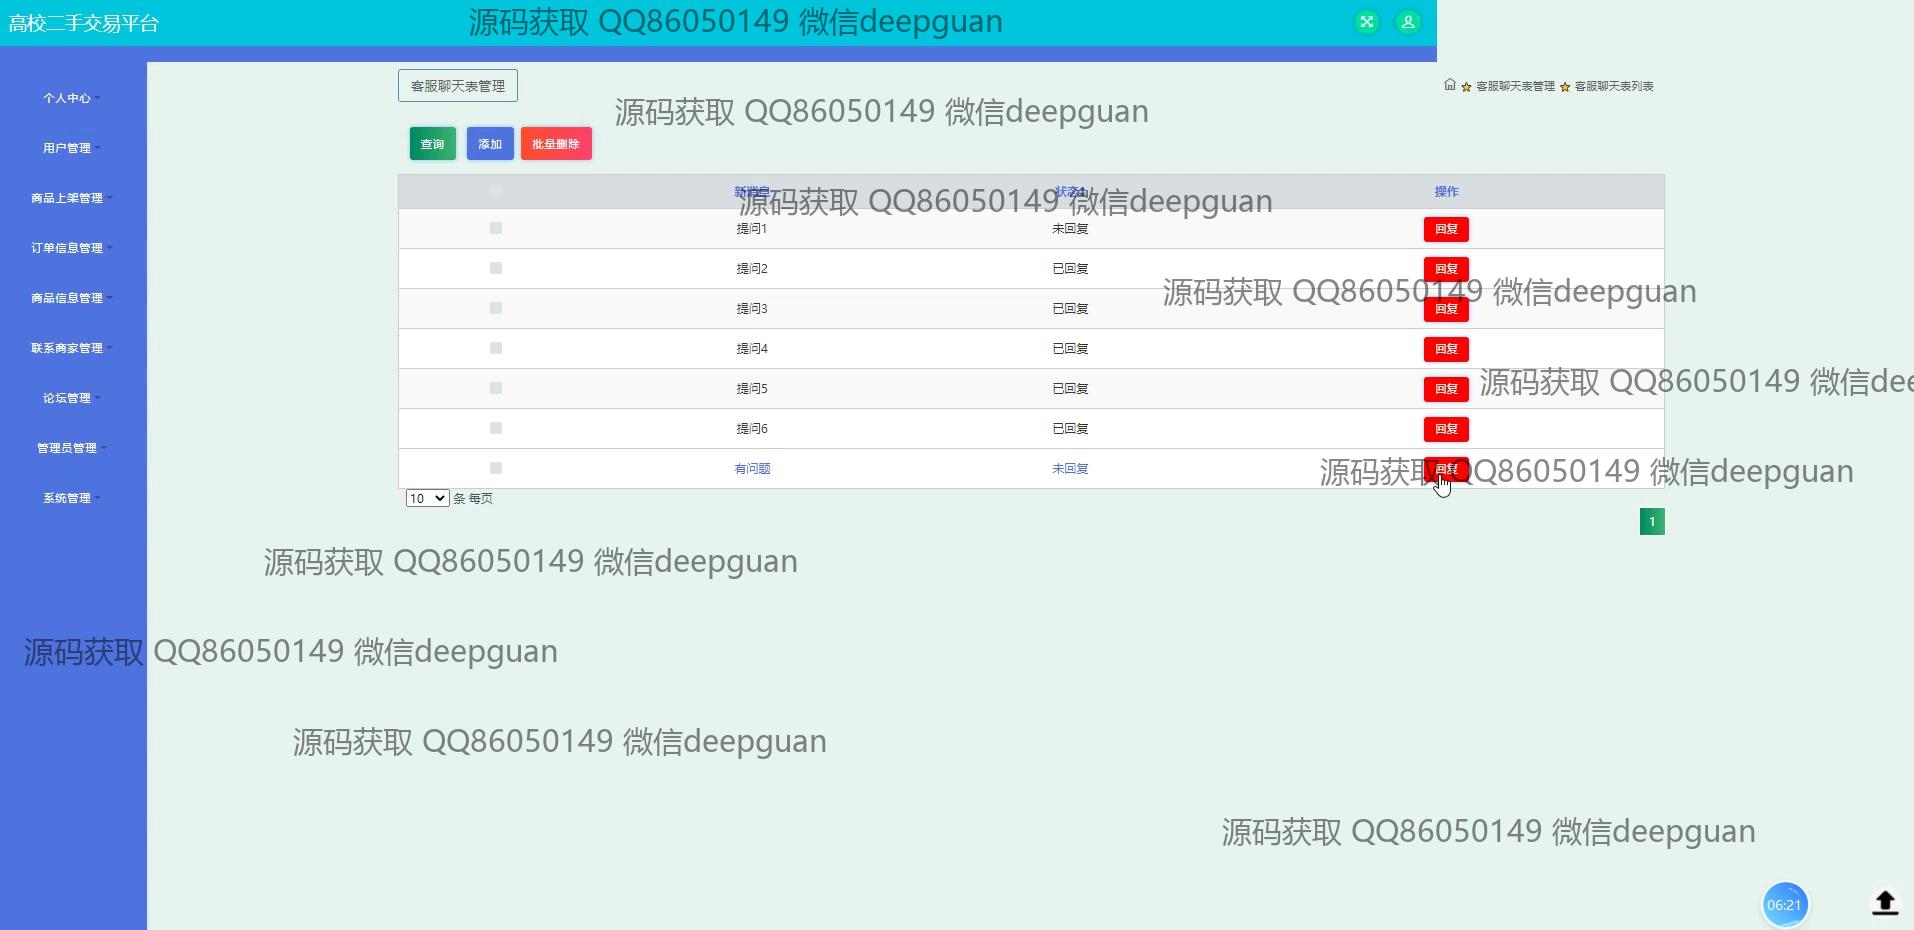 高校二手交易平台
源码获取 QQ86050149 微信deepguan
个人中心
用户管理
商品上架管理
订单信息管理
商品信息管理
联系商家管理
论坛管理
管理员管理
系统管理
客服聊天表管理
客服聊天表管理 客服聊天表列表
源码获取 QQ86050149 微信deepguan
查询 添加 批量删除
新消息 状态 操作
源码获取 QQ86050149 微信deepguan
提问1 未回复 回复
提问2 已回复 回复
源码获取 QQ86050149 微信deepguan
提问3 已回复 回复
提问4 已回复 回复
提问5 已回复 回复
源码获取 QQ86050149 微信dee
提问6 已回复 回复
有问题 未回复 回复
源码获取 QQ86050149 微信deepguan
10 条 每页
1
源码获取 QQ86050149 微信deepguan
源码获取 QQ86050149 微信deepguan
源码获取 QQ86050149 微信deepguan
源码获取 QQ86050149 微信deepguan
06:21